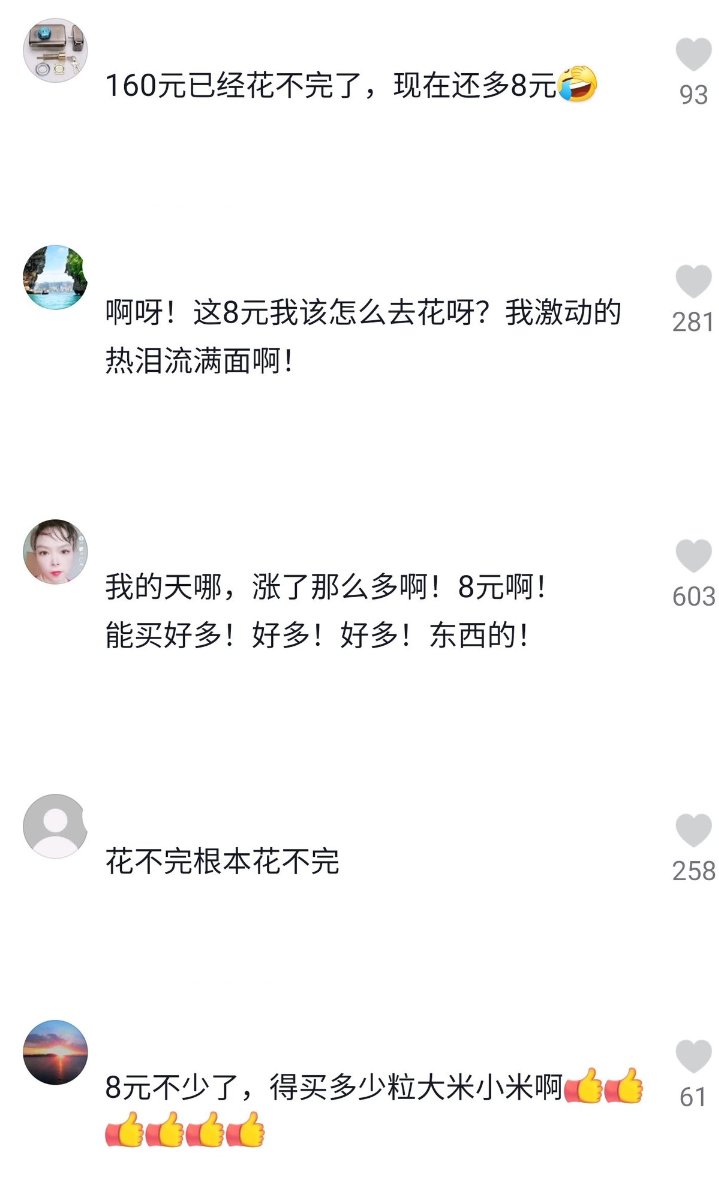 160元已经花不完了，现在还多8元🤣
93
啊呀！这8元我该怎么去花呀？我激动的
281
热泪流满面啊！
我的天哪，涨了那么多啊！8元啊！
603
能买好多！好多！好多！东西的！
花不完根本花不完
258
8元不少了，得买多少粒大米小米啊👍👍
61
👍👍👍👍